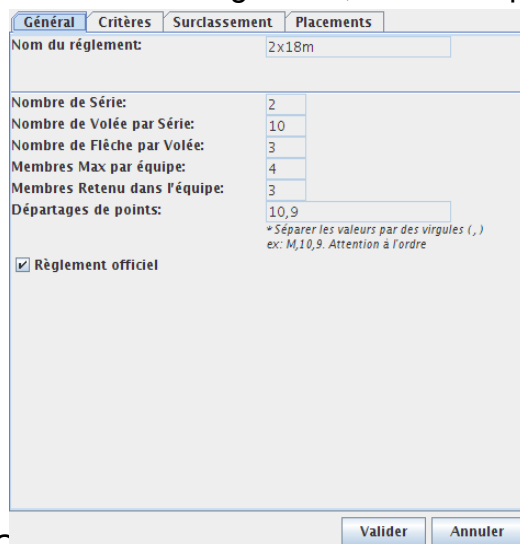 Général Critères Surclassement Placements
Nom du réglement: 2x18m
Nombre de Série: 2
Nombre de Volée par Série: 10
Nombre de Flêche par Volée: 3
Membres Max par équipe: 4
Membres Retenu dans l'équipe: 3
Départages de points: 10,9
*Séparer les valeurs par des virgules (,)
ex: M,10,9. Attention à l'ordre
Règlement officiel
Valider Annuler